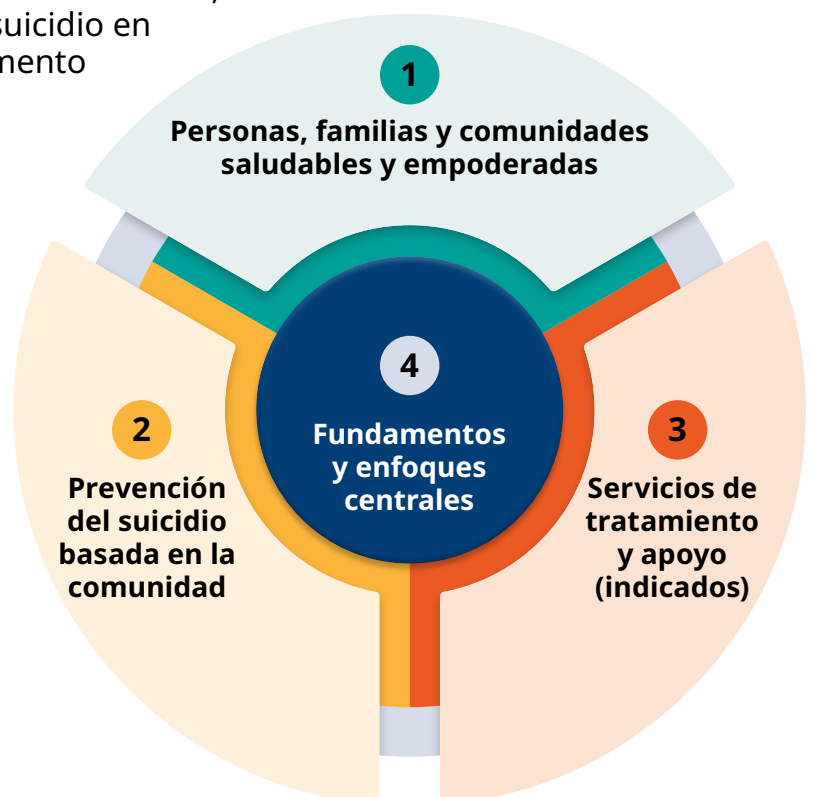 suicidio en
1
Personas, familias y comunidades
saludables y empoderadas
4
Fundamentos
y enfoques
centrales
2
Prevención
del suicidio
basada en la
comunidad
3
Servicios de
tratamiento
y apoyo
(indicados)